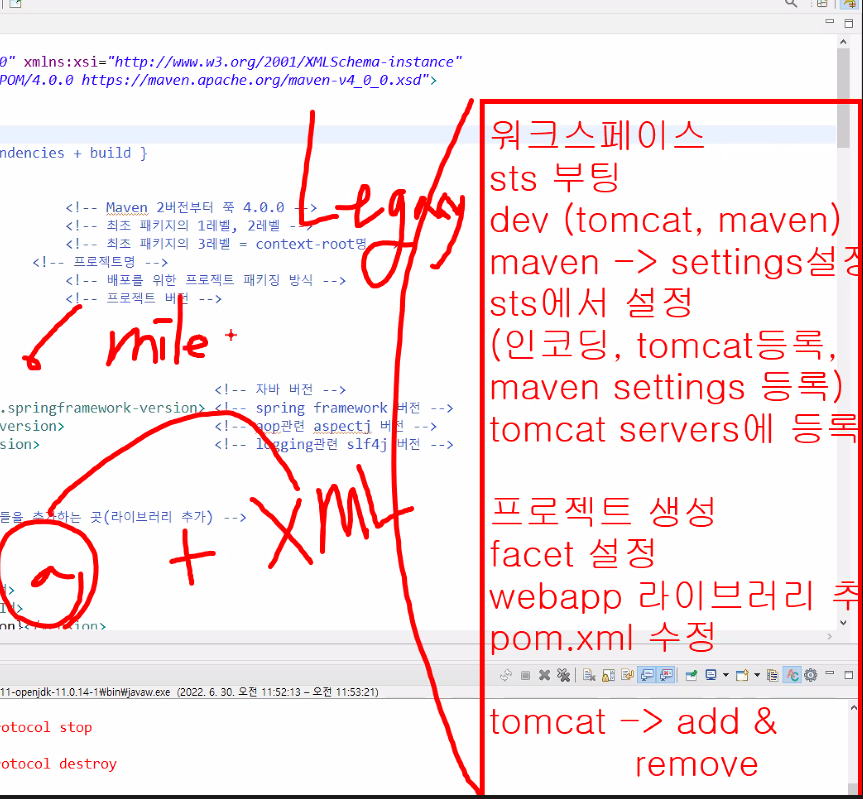 0" xmlns:xsi="http://www.w3.org/2001/XMLSchema-instance"
POM/4.0.0 https://maven.apache.org/maven-v4_0_0.xsd">
ndencies + build }
<!-- Maven 2버전부터 쭉 4.0.0 -->
<!-- 최초 패키지의 1레벨, 2레벨 -->
<!-- 최초 패키지의 3레벨 = context-root명
<!-- 프로젝트명 -->
<!-- 배포를 위한 프로젝트 패키징 방식 -->
<!-- 프로젝트 버전 -->
<!-- 자바 버전 -->
.springframework-version> <!-- spring framework 버전 -->
version> <!-- aop관련 aspectj 버전 -->
sion> <!-- logging관련 slf4j 버전 -->
들을 추가하는 곳(라이브러리 추가) -->
d>
Id>
on}</version>
Legacy
mile +
a + XML
워크스페이스
sts 부팅
dev (tomcat, maven)
maven -> settings설정
sts에서 설정
(인코딩, tomcat등록,
maven settings 등록)
tomcat servers에 등록
프로젝트 생성
facet 설정
webapp 라이브러리 추
pom.xml 수정
tomcat -> add &
remove
11-openjdk-11.0.14-1\bin\javaw.exe (2022. 6. 30. 오전 11:52:13 – 오전 11:53:21)
otocol stop
otocol destroy